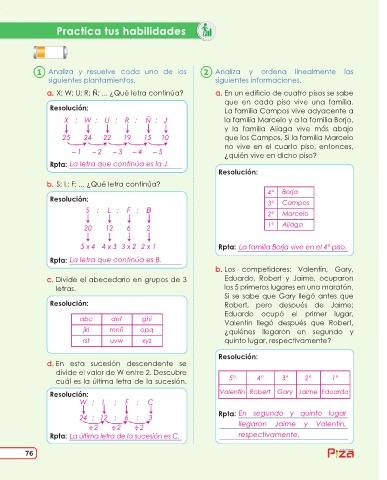 Practica tus habilidades
1 Analiza y resuelve cada uno de los
siguientes planteamientos.
a. X; W; U; R; Ñ; ... ¿Qué letra continúa?
Resolución:
X ; W ; U ; R ; Ñ ; J
25 24 22 19 15 10
– 1 – 2 – 3 – 4 – 5
Rpta: La letra que continúa es la J.
b. S; L; F; ... ¿Qué letra continúa?
Resolución:
S ; L ; F ; B
20 12 6 2
5 x 4 4 x 3 3 x 2 2 x 1
Rpta: La letra que continúa es B.
c. Divide el abecedario en grupos de 3
letras.
Resolución:
abc def ghi
jkl mnñ opq
rst uvw xyz
d. En esta sucesión descendente se
divide el valor de W entre 2. Descubre
cuál es la última letra de la sucesión.
Resolución:
W ; L ; F ; C
24 ; 12 ; 6 ; 3
÷2 ÷2 ÷2
Rpta: La última letra de la sucesión es C.
2 Analiza y ordena linealmente las
siguientes informaciones.
a. En un edificio de cuatro pisos se sabe
que en cada piso vive una familia.
La familia Campos vive adyacente a
la familia Marcelo y a la familia Borja,
y la familia Aliaga vive más abajo
que los Campos. Si la familia Marcelo
no vive en el cuarto piso, entonces,
¿quién vive en dicho piso?
Resolución:
4° Borja
3° Campos
2° Marcelo
1° Aliaga
Rpta: La familia Borja vive en el 4° piso.
b. Los competidores: Valentín, Gary,
Eduardo, Robert y Jaime, ocuparon
los 5 primeros lugares en una maratón.
Si se sabe que Gary llegó antes que
Robert, pero después de Jaime;
Eduardo ocupó el primer lugar,
Valentín llegó después que Robert,
¿quiénes llegaron en segundo y
quinto lugar, respectivamente?
Resolución:
5° 4° 3° 2° 1°
Valentín Robert Gary Jaime Eduardo
Rpta: En segundo y quinto lugar
llegaron Jaime y Valentín,
respectivamente.
76